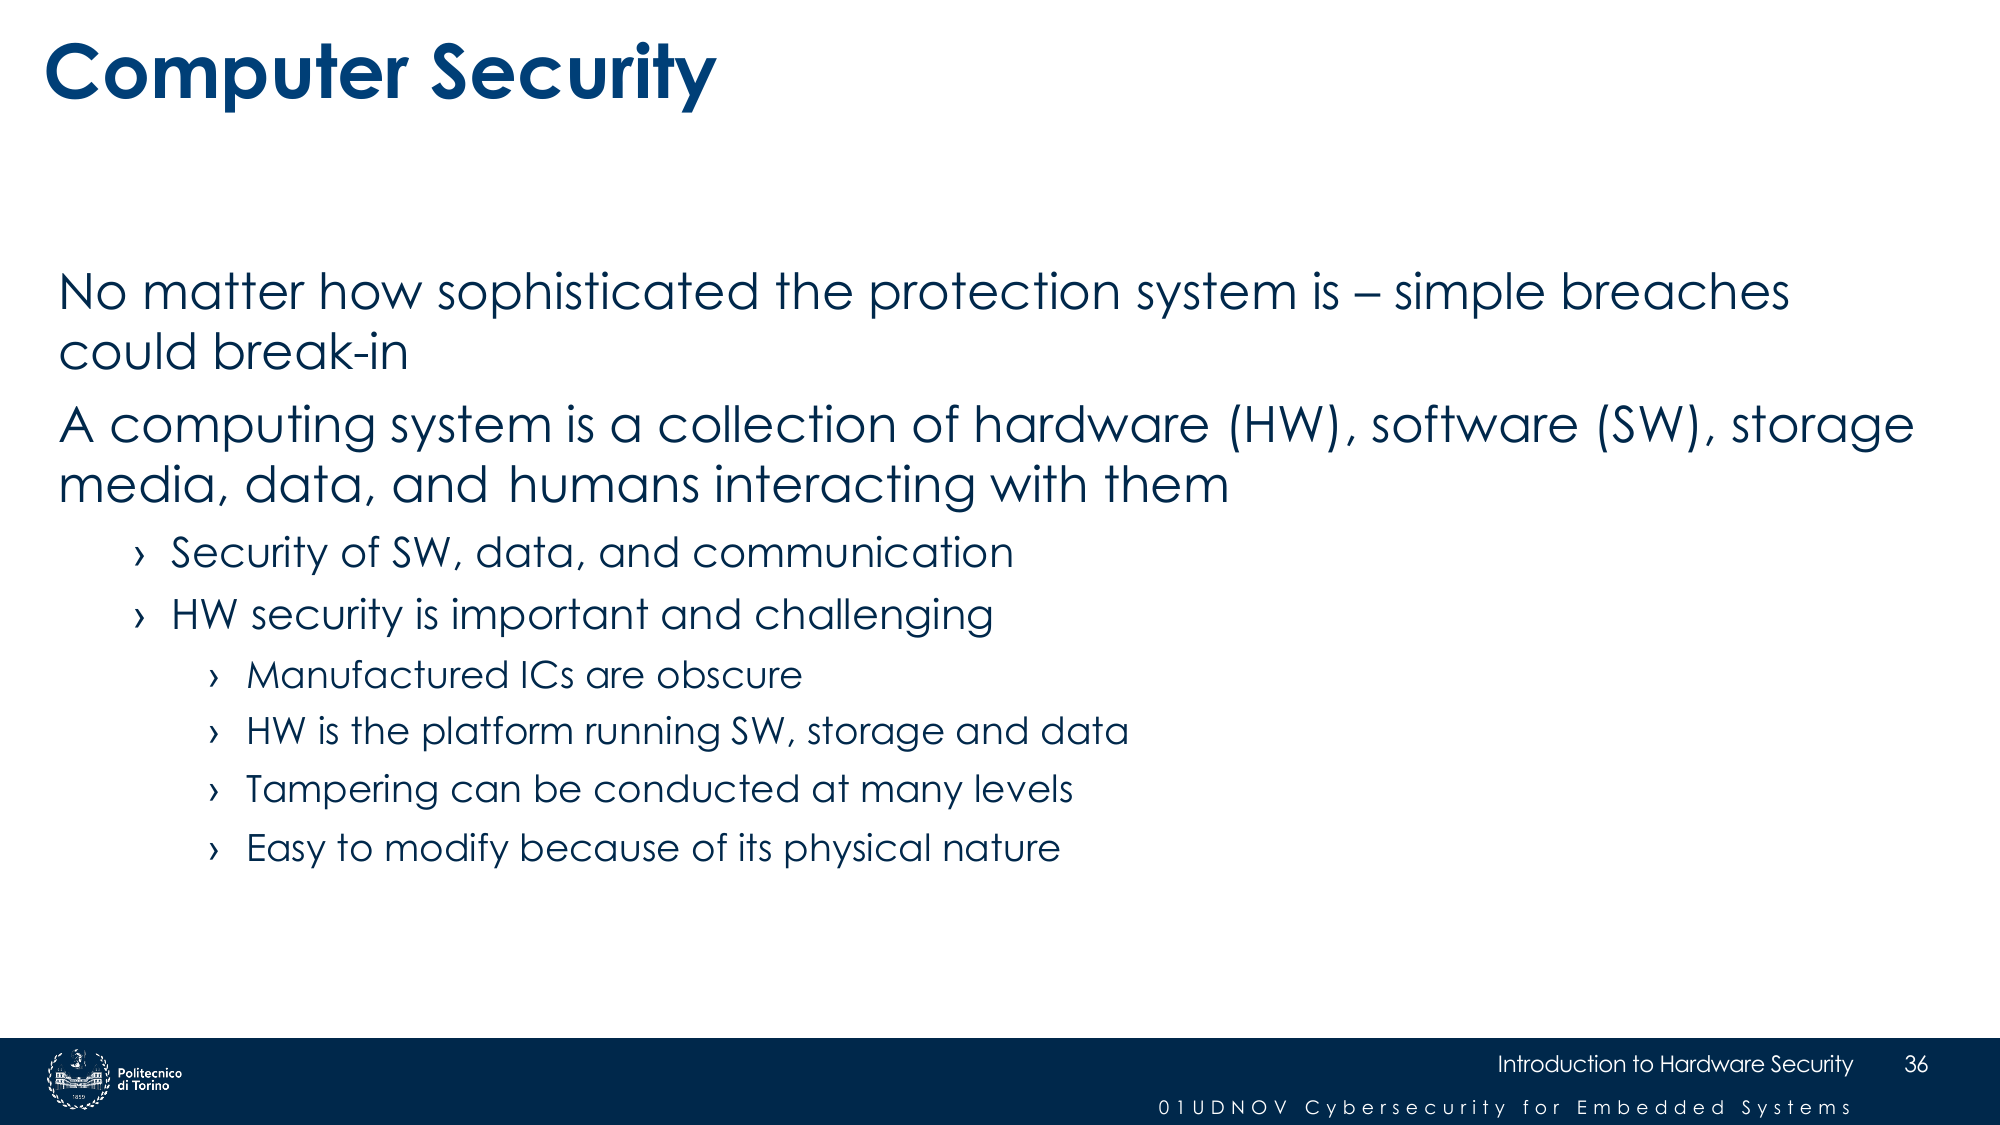 Computer Security
No matter how sophisticated the protection system is – simple breaches
could break-in
A computing system is a collection of hardware (HW), software (SW), storage
media, data, and humans interacting with them
› Security of SW, data, and communication
› HW security is important and challenging
› Manufactured ICs are obscure
› HW is the platform running SW, storage and data
› Tampering can be conducted at many levels
› Easy to modify because of its physical nature
1859
Politecnico
di Torino
Introduction to Hardware Security 36
01UDNOV Cybersecurity for Embedded Systems